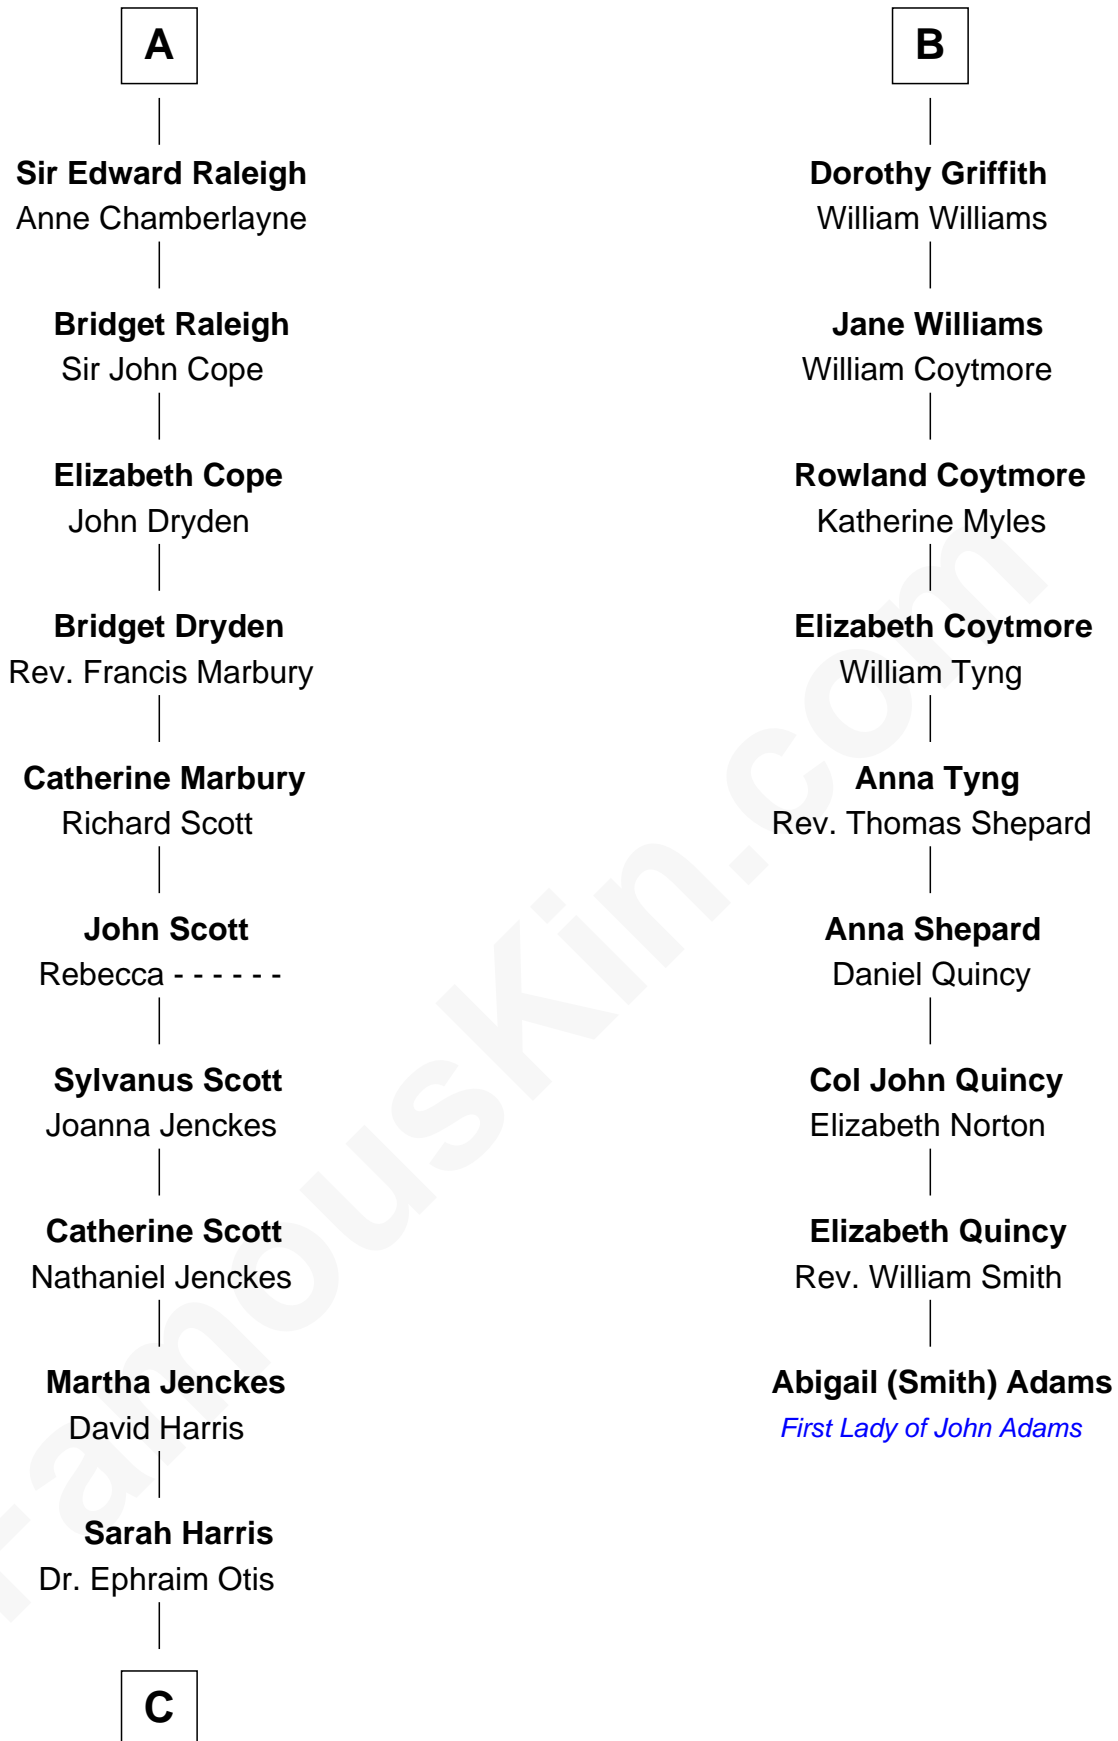 A
Sir Edward Raleigh
Anne Chamberlayne
Bridget Raleigh
Sir John Cope
Elizabeth Cope
John Dryden
Bridget Dryden
Rev. Francis Marbury
Catherine Marbury
Richard Scott
John Scott
Rebecca - - - - - -
Sylvanus Scott
Joanna Jenckes
Catherine Scott
Nathaniel Jenckes
Martha Jenckes
David Harris
Sarah Harris
Dr. Ephraim Otis
C
B
Dorothy Griffith
William Williams
Jane Williams
William Coytmore
Rowland Coytmore
Katherine Myles
Elizabeth Coytmore
William Tyng
Anna Tyng
Rev. Thomas Shepard
Anna Shepard
Daniel Quincy
Col John Quincy
Elizabeth Norton
Elizabeth Quincy
Rev. William Smith
Abigail (Smith) Adams
First Lady of John Adams
FamousKin.com